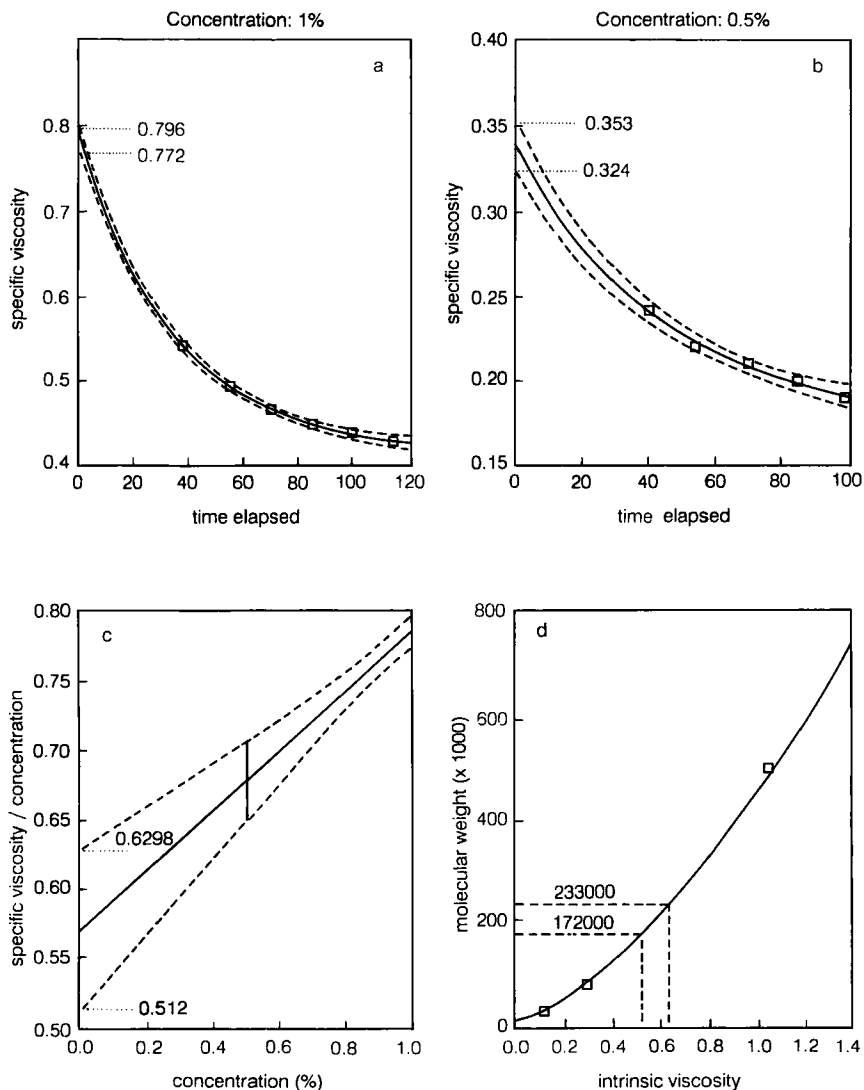 Concentration: 1%
a
0.8
0.7
0.6
0.5
0.4
0.796
0.772
specific viscosity
0 20 40 60 80 100 120
time elapsed
Concentration: 0.5%
b
0.40
0.35
0.30
0.25
0.20
0.15
0.353
0.324
specific viscosity
0 20 40 60 80 100
time elapsed
c
0.80
0.75
0.70
0.65
0.60
0.55
0.50
0.6298
0.512
specific viscosity / concentration
0.0 0.2 0.4 0.6 0.8 1.0
concentration (%)
d
800
600
400
200
0
233000
172000
molecular weight (x 1000)
0.0 0.2 0.4 0.6 0.8 1.0 1.2 1.4
intrinsic viscosity